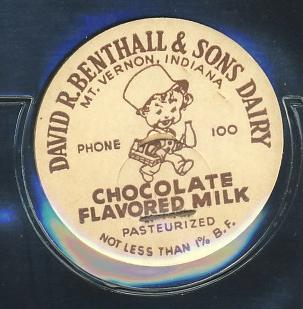 DAVID R. BENTHALL & SONS DAIRY
MT. VERNON, INDIANA
PHONE 100
CHOCOLATE
FLAVORED MILK
PASTEURIZED
NOT LESS THAN 1% B.F.